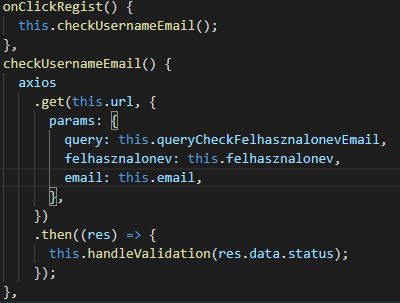 onClickRegist() {
  this.checkUsernameEmail();
},
checkUsernameEmail() {
  axios
    .get(this.url, {
      params: {
        query: this.queryCheckFelhasznalonevEmail,
        felhasznalonev: this.felhasznalonev,
        email: this.email,
      },
    })
    .then((res) => {
      this.handleValidation(res.data.status);
    });
},